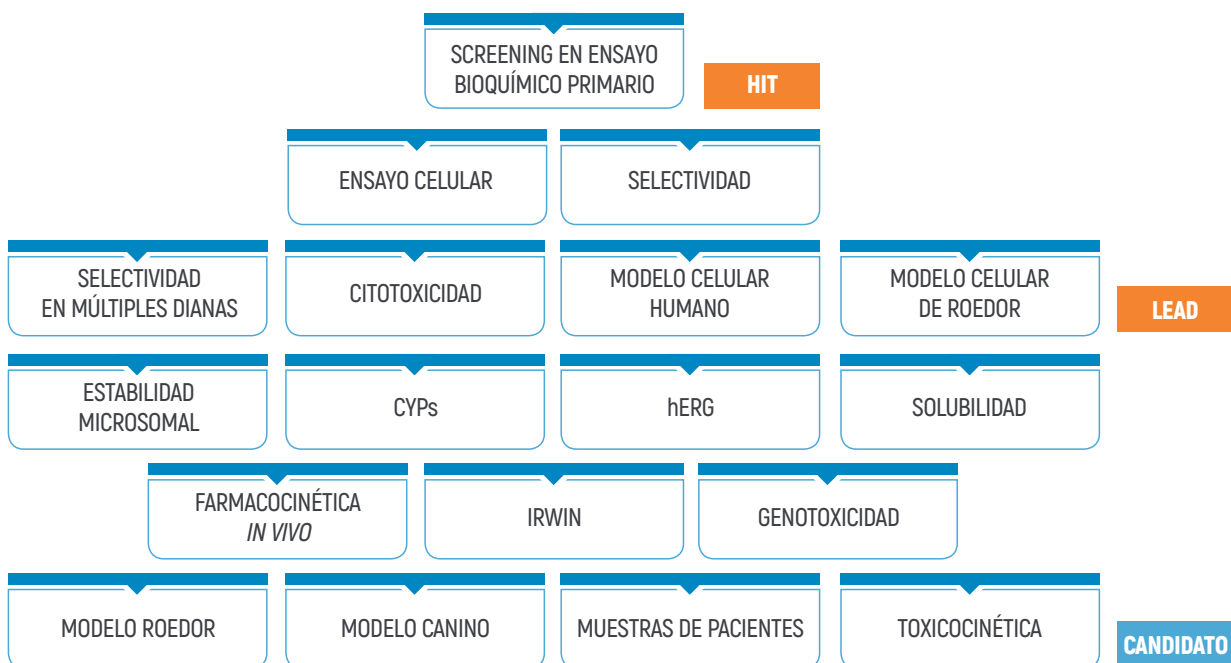 SCREENING EN ENSAYO
BIOQUÍMICO PRIMARIO
HIT
ENSAYO CELULAR
SELECTIVIDAD
SELECTIVIDAD
EN MÚLTIPLES DIANAS
CITOTOXICIDAD
MODELO CELULAR
HUMANO
MODELO CELULAR
DE ROEDOR
LEAD
ESTABILIDAD
MICROSOMAL
CYPs
hERG
SOLUBILIDAD
FARMACOCINÉTICA
IN VIVO
IRWIN
GENOTOXICIDAD
MODELO ROEDOR
MODELO CANINO
MUESTRAS DE PACIENTES
TOXICOCINÉTICA
CANDIDATO